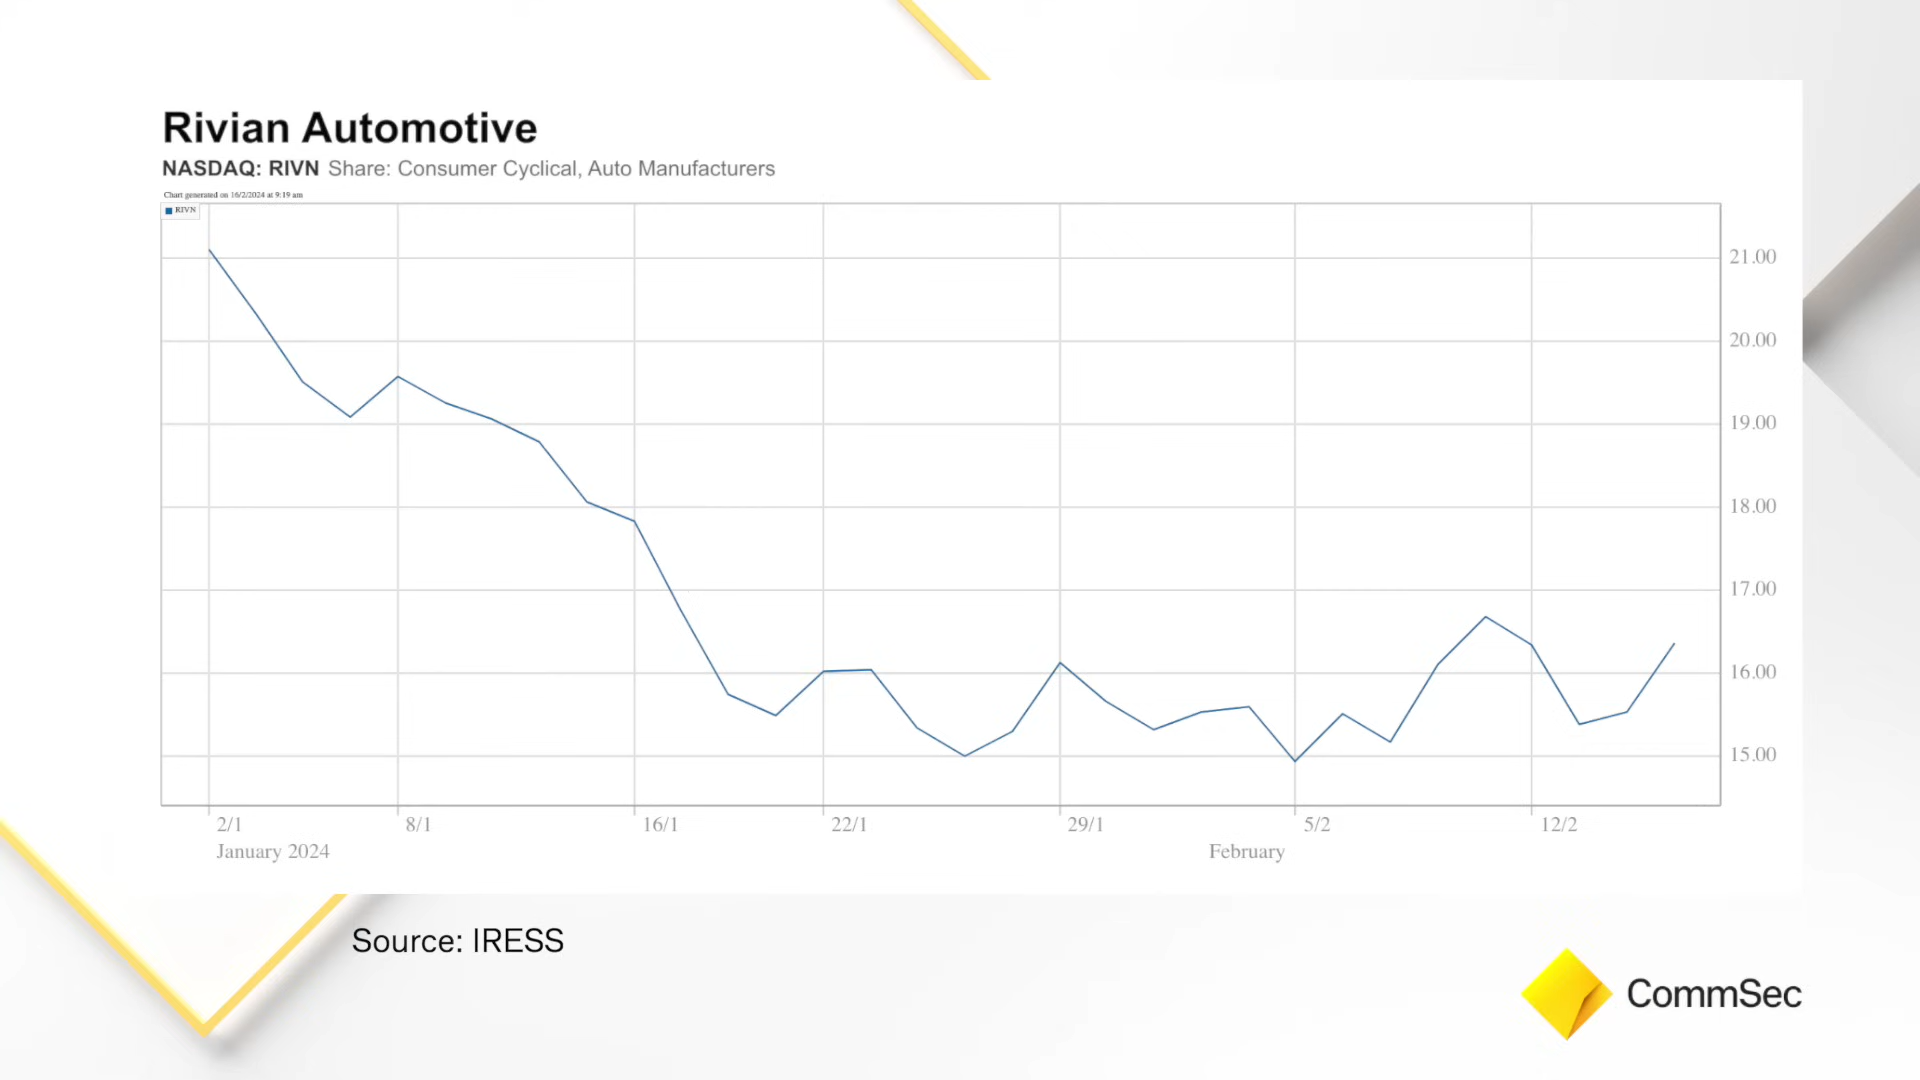 Rivian Automotive
NASDAQ: RIVN Share: Consumer Cyclical, Auto Manufacturers
Chart generated on 16/2/2024 at 9:19 am
RIVN
21.00
20.00
19.00
18.00
17.00
16.00
15.00
2/1 8/1 16/1 22/1 29/1 5/2 12/2
January 2024 February
Source: IRESS
CommSec